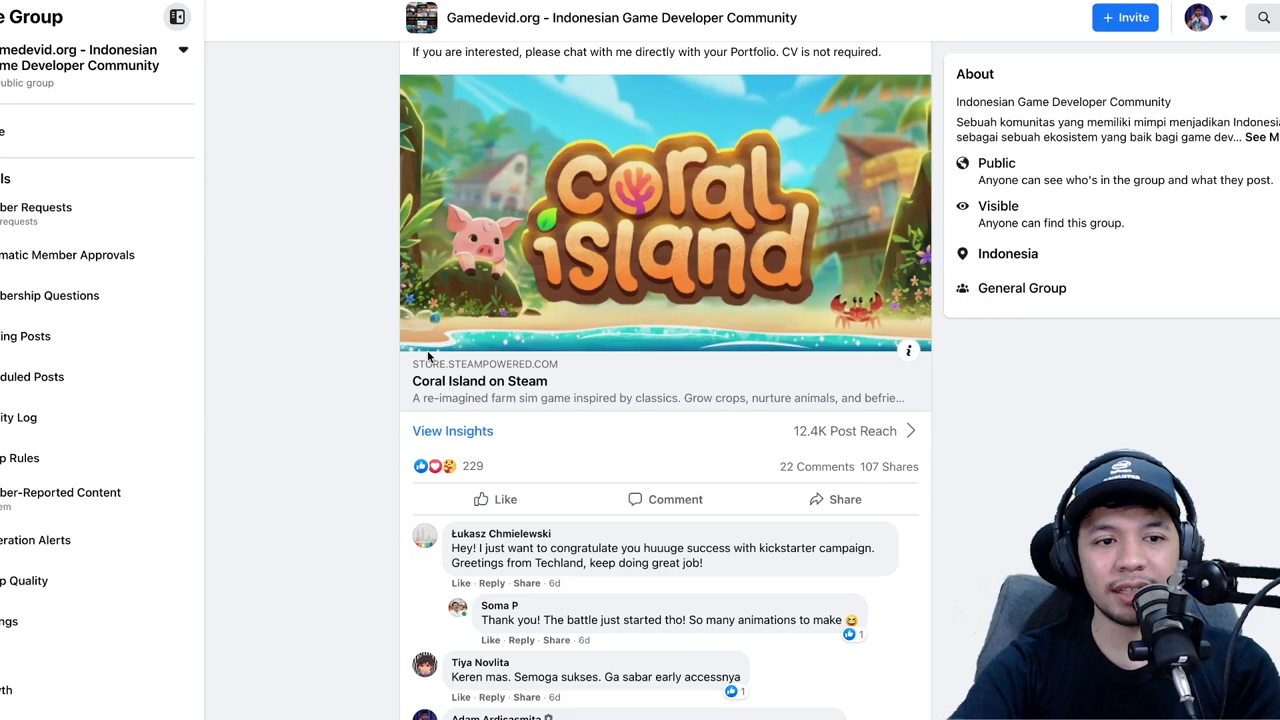 e Group
Gamedevid.org - Indonesian Game Developer Community
+ Invite
medevid.org - Indonesian
me Developer Community
ublic group
e
ls
ber Requests
requests
matic Member Approvals
bership Questions
ing Posts
duled Posts
ity Log
p Rules
ber-Reported Content
em
eration Alerts
p Quality
ngs
th
If you are interested, please chat with me directly with your Portfolio. CV is not required.
coral
island
STORE.STEAMPOWERED.COM
Coral Island on Steam
A re-imagined farm sim game inspired by classics. Grow crops, nurture animals, and befrie...
View Insights
12.4K Post Reach
229
22 Comments 107 Shares
Like
Comment
Share
Łukasz Chmielewski
Hey! I just want to congratulate you huuuge success with kickstarter campaign.
Greetings from Techland, keep doing great job!
Like · Reply · Share · 6d
Soma P
Thank you! The battle just started tho! So many animations to make 😆
1
Like · Reply · Share · 6d
Tiya Novlita
Keren mas. Semoga sukses. Ga sabar early accessnya
1
Like · Reply · Share · 6d
Adam Ardisasmita
About
Indonesian Game Developer Community
Sebuah komunitas yang memiliki mimpi menjadikan Indonesi
sebagai sebuah ekosistem yang baik bagi game dev... See M
Public
Anyone can see who's in the group and what they post.
Visible
Anyone can find this group.
Indonesia
General Group